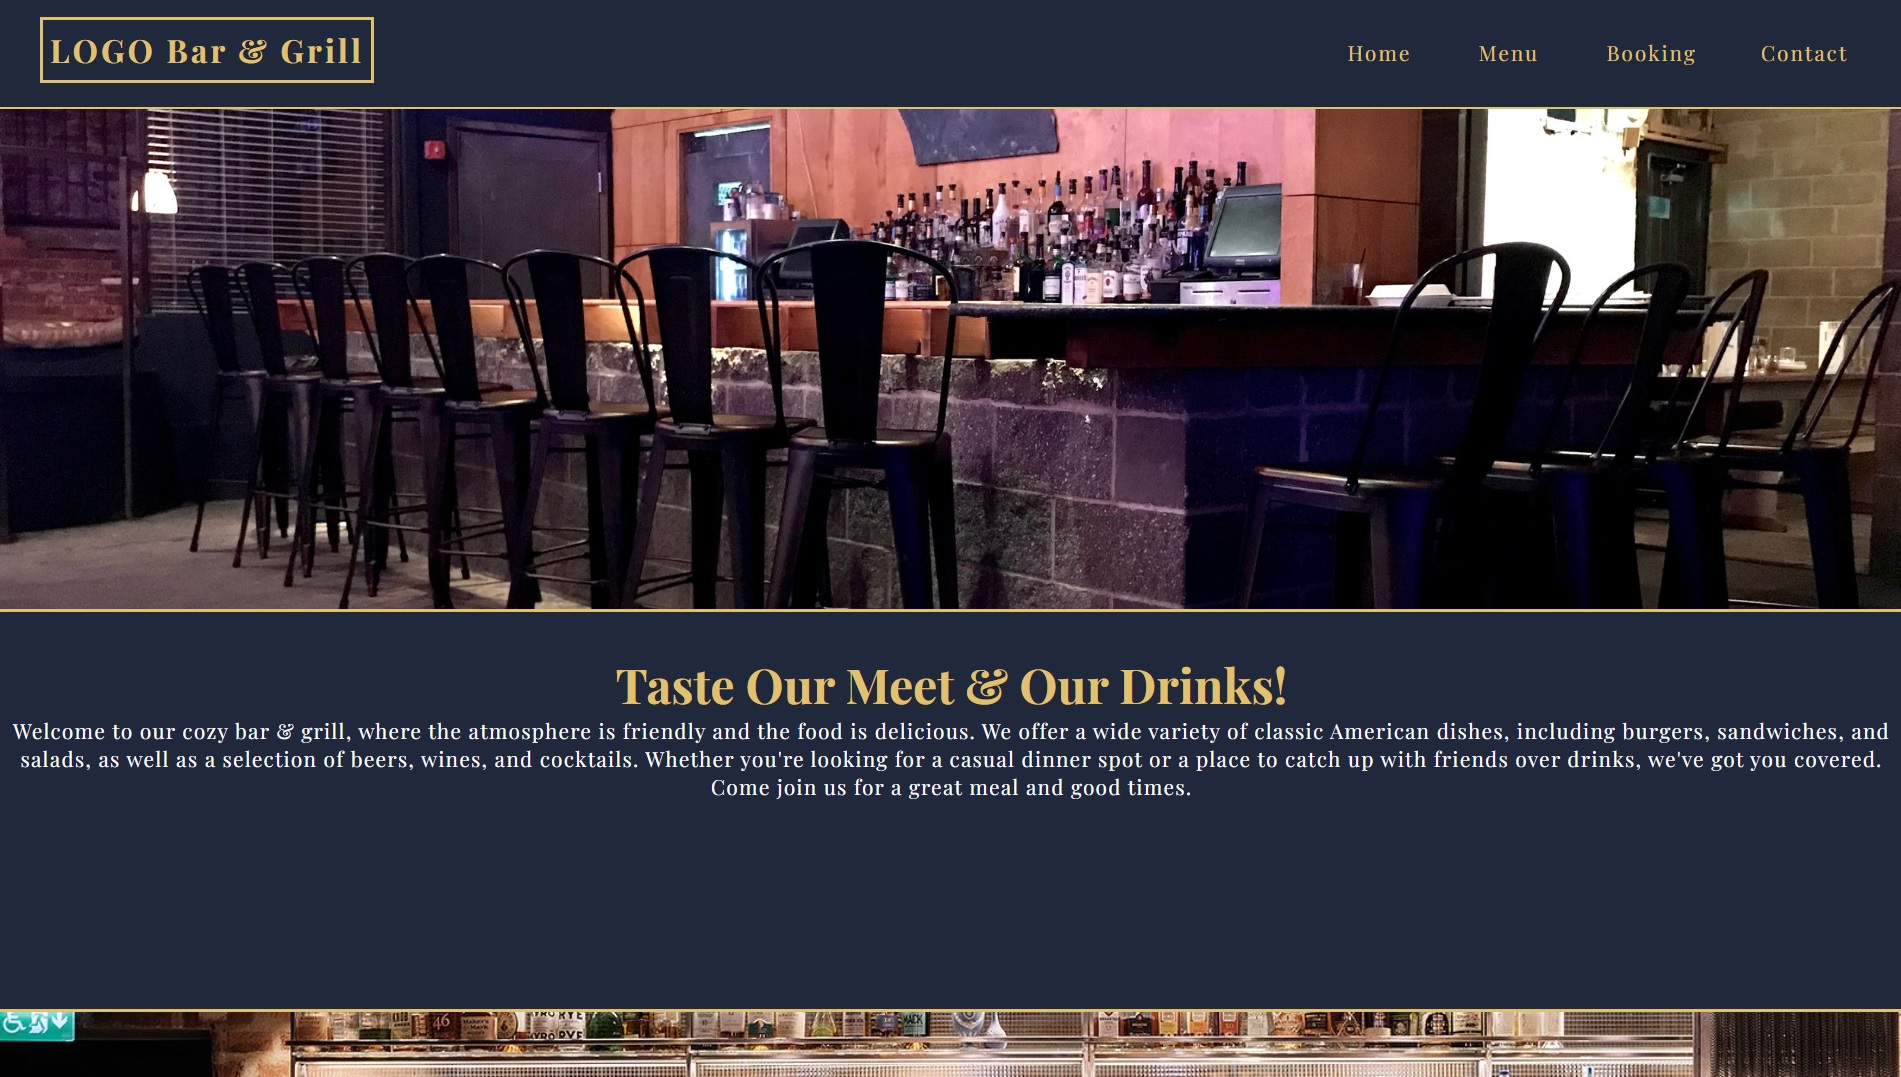 LOGO Bar & Grill
Home Menu Booking Contact
Taste Our Meet & Our Drinks!
Welcome to our cozy bar & grill, where the atmosphere is friendly and the food is delicious. We offer a wide variety of classic American dishes, including burgers, sandwiches, and
salads, as well as a selection of beers, wines, and cocktails. Whether you're looking for a casual dinner spot or a place to catch up with friends over drinks, we've got you covered.
Come join us for a great meal and good times.
46
RYE
RYE
MACK